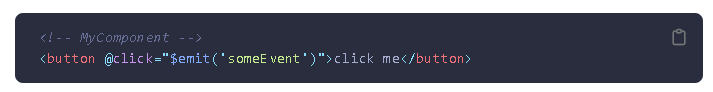 <!-- MyComponent -->
<button @click="$emit('someEvent')">click me</button>